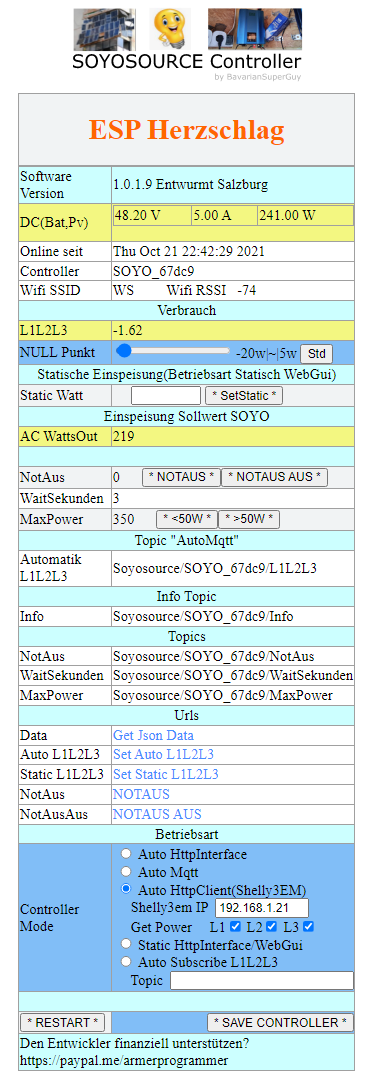 SOYOSOURCE Controller
by BavarianSuperGuy
ESP Herzschlag
Software Version 1.0.1.9 Entwurmt Salzburg
DC(Bat,Pv) 48.20 V 5.00 A 241.00 W
Online seit Thu Oct 21 22:42:29 2021
Controller SOYO_67dc9
Wifi SSID WS Wifi RSSI -74
Verbrauch
L1L2L3 -1.62
NULL Punkt -20w|~|5w Std
Statische Einspeisung(Betriebsart Statisch WebGui)
Static Watt * SetStatic *
Einspeisung Sollwert SOYO
AC WattsOut 219
NotAus 0 * NOTAUS * * NOTAUS AUS *
WaitSekunden 3
MaxPower 350 * <50W * * >50W *
Topic "AutoMqtt"
Automatik L1L2L3 Soyosource/SOYO_67dc9/L1L2L3
Info Topic
Info Soyosource/SOYO_67dc9/Info
Topics
NotAus Soyosource/SOYO_67dc9/NotAus
WaitSekunden Soyosource/SOYO_67dc9/WaitSekunden
MaxPower Soyosource/SOYO_67dc9/MaxPower
Urls
Data Get Json Data
Auto L1L2L3 Set Auto L1L2L3
Static L1L2L3 Set Static L1L2L3
NotAus NOTAUS
NotAusAus NOTAUS AUS
Betriebsart
Controller Mode
Auto HttpInterface
Auto Mqtt
Auto HttpClient(Shelly3EM)
Shelly3em IP 192.168.1.21
Get Power L1 L2 L3
Static HttpInterface/WebGui
Auto Subscribe L1L2L3
Topic
* RESTART * * SAVE CONTROLLER *
Den Entwickler finanziell unterstützen?
https://paypal.me/armerprogrammer